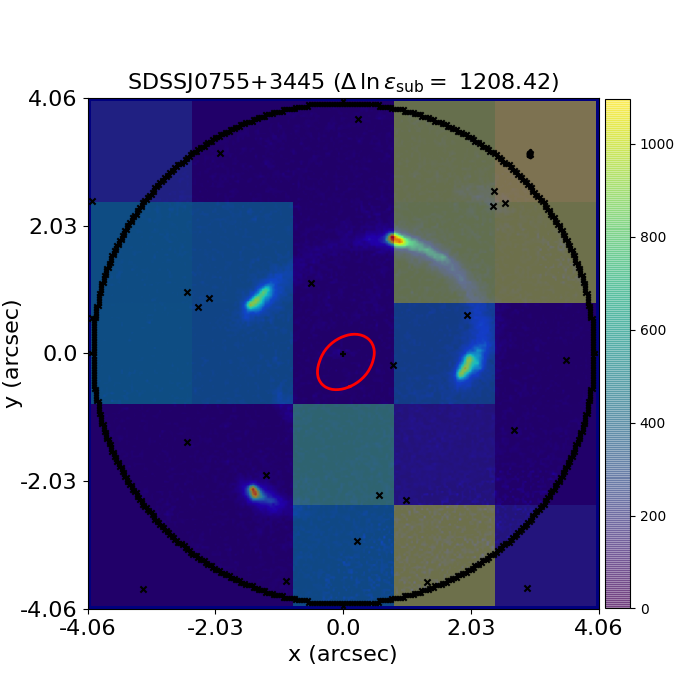 SDSSJ0755+3445 (Δ ln ε_sub = 1208.42)
4.06
2.03
0.0
-2.03
-4.06
y (arcsec)
-4.06 -2.03 0.0 2.03 4.06
x (arcsec)
1000
800
600
400
200
0